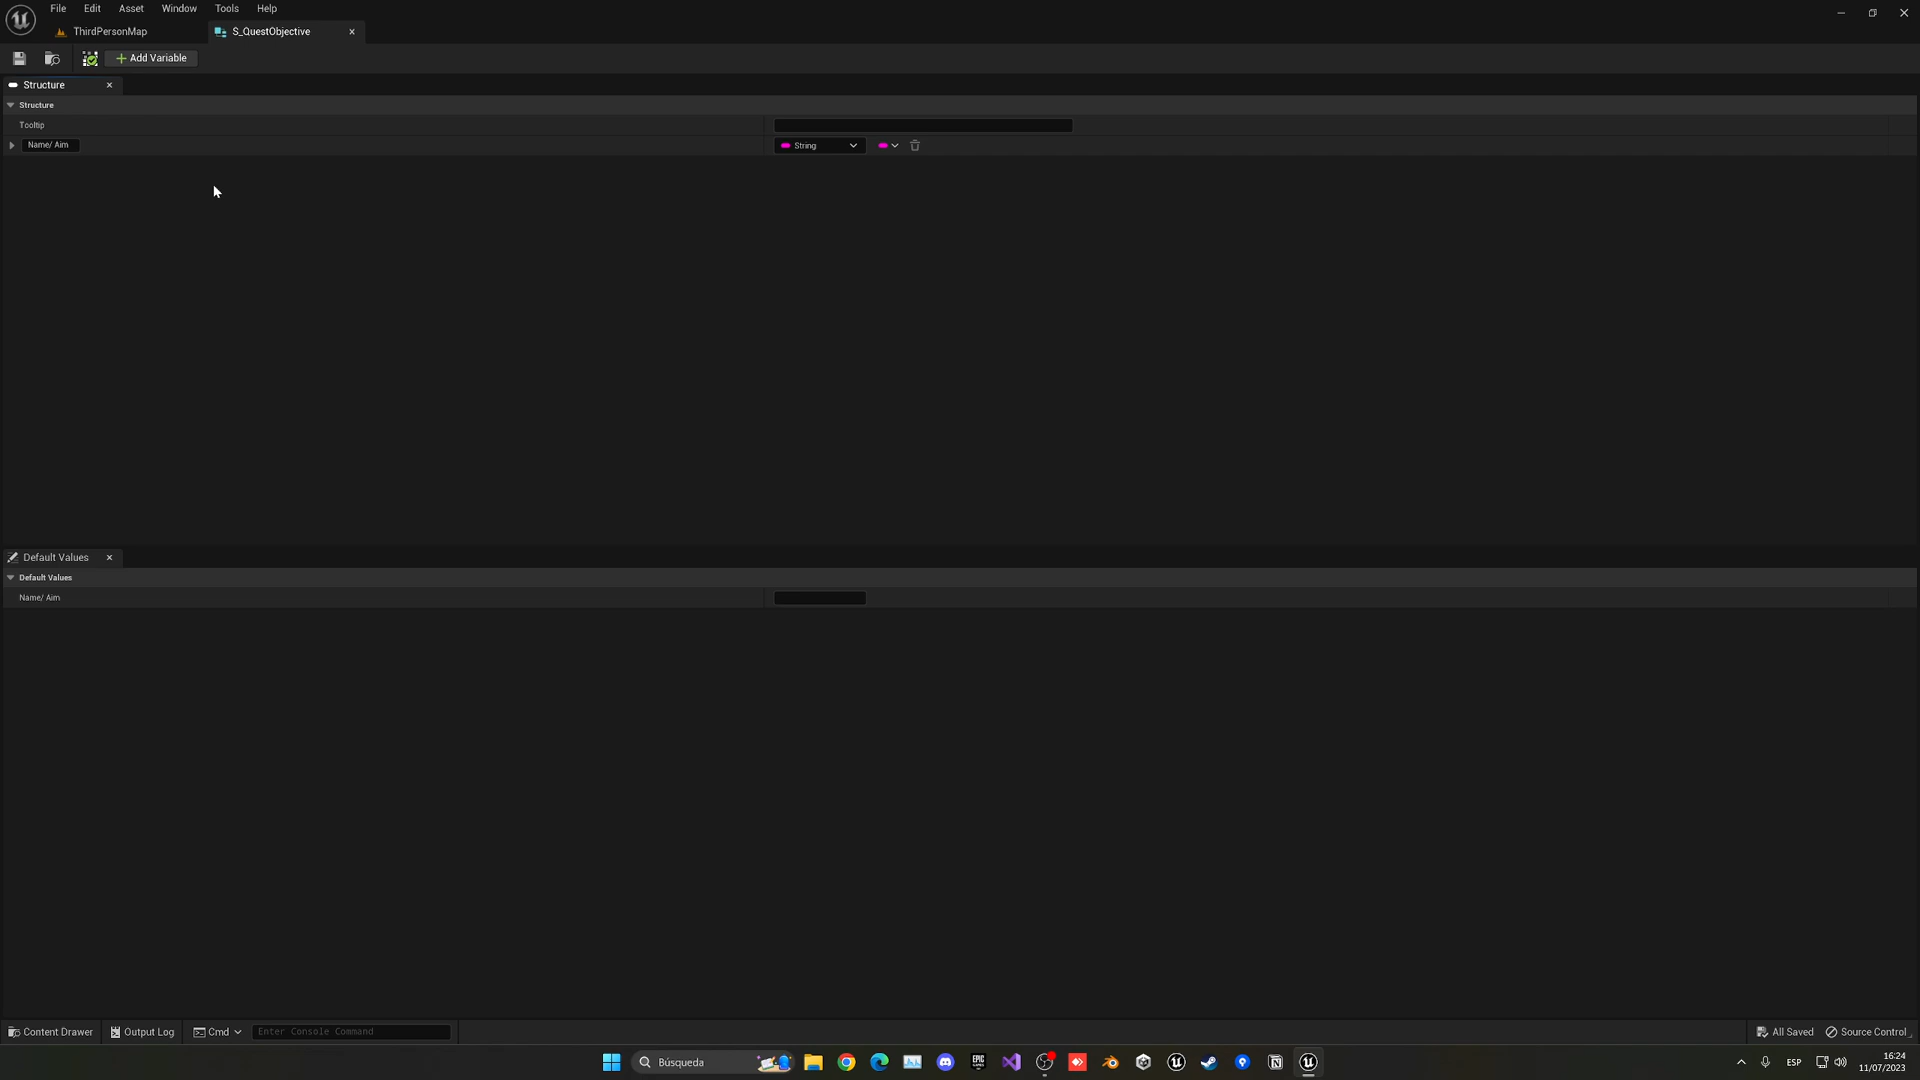 File Edit Asset Window Tools Help
ThirdPersonMap
S_QuestObjective
Add Variable
Structure
Structure
Tooltip
Name/ Aim
String
Default Values
Default Values
Name/ Aim
Content Drawer
Output Log
Cmd
Enter Console Command
All Saved
Source Control
Búsqueda
EPIC GAMES
ESP
16:24
11/07/2023